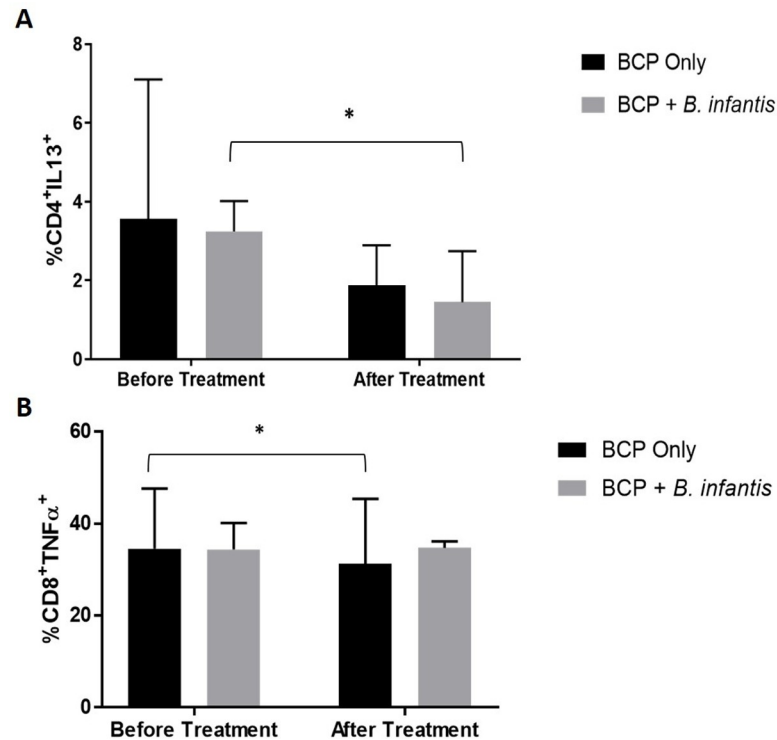 A
8
6
4
2
0
%CD4⁺IL13⁺
*
BCP Only
BCP + B. infantis
Before Treatment
After Treatment
B
60
40
20
0
%CD8⁺TNFα⁺
*
BCP Only
BCP + B. infantis
Before Treatment
After Treatment